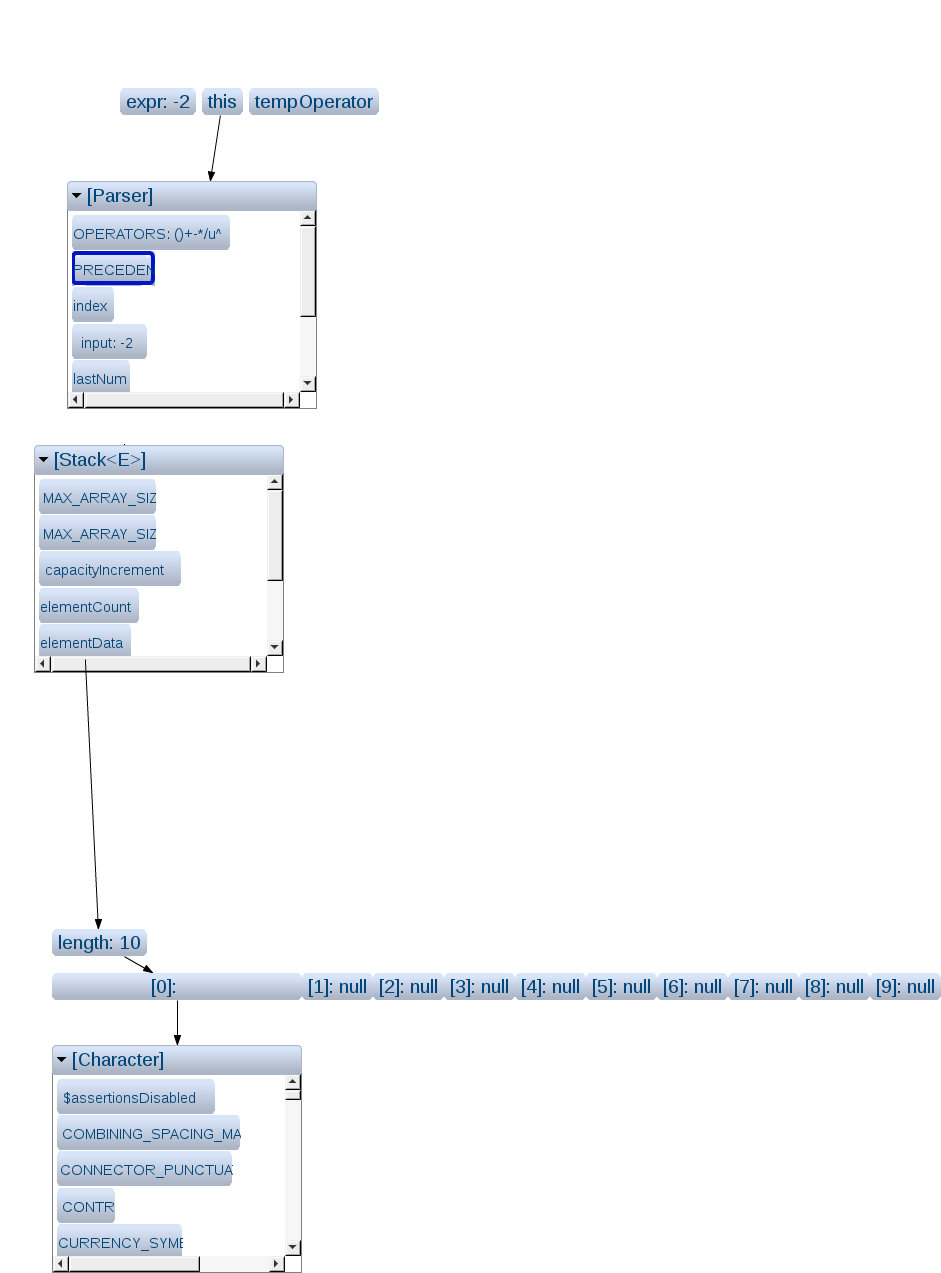 expr: -2 this tempOperator
[Parser]
OPERATORS: ()+-*/u^
PRECEDEN
index
input: -2
lastNum
[Stack<E>]
MAX_ARRAY_SIZ
MAX_ARRAY_SIZ
capacityIncrement
elementCount
elementData
length: 10
[0]: [1]: null [2]: null [3]: null [4]: null [5]: null [6]: null [7]: null [8]: null [9]: null
[Character]
$assertionsDisabled
COMBINING_SPACING_MA
CONNECTOR_PUNCTUA
CONTR
CURRENCY_SYMB